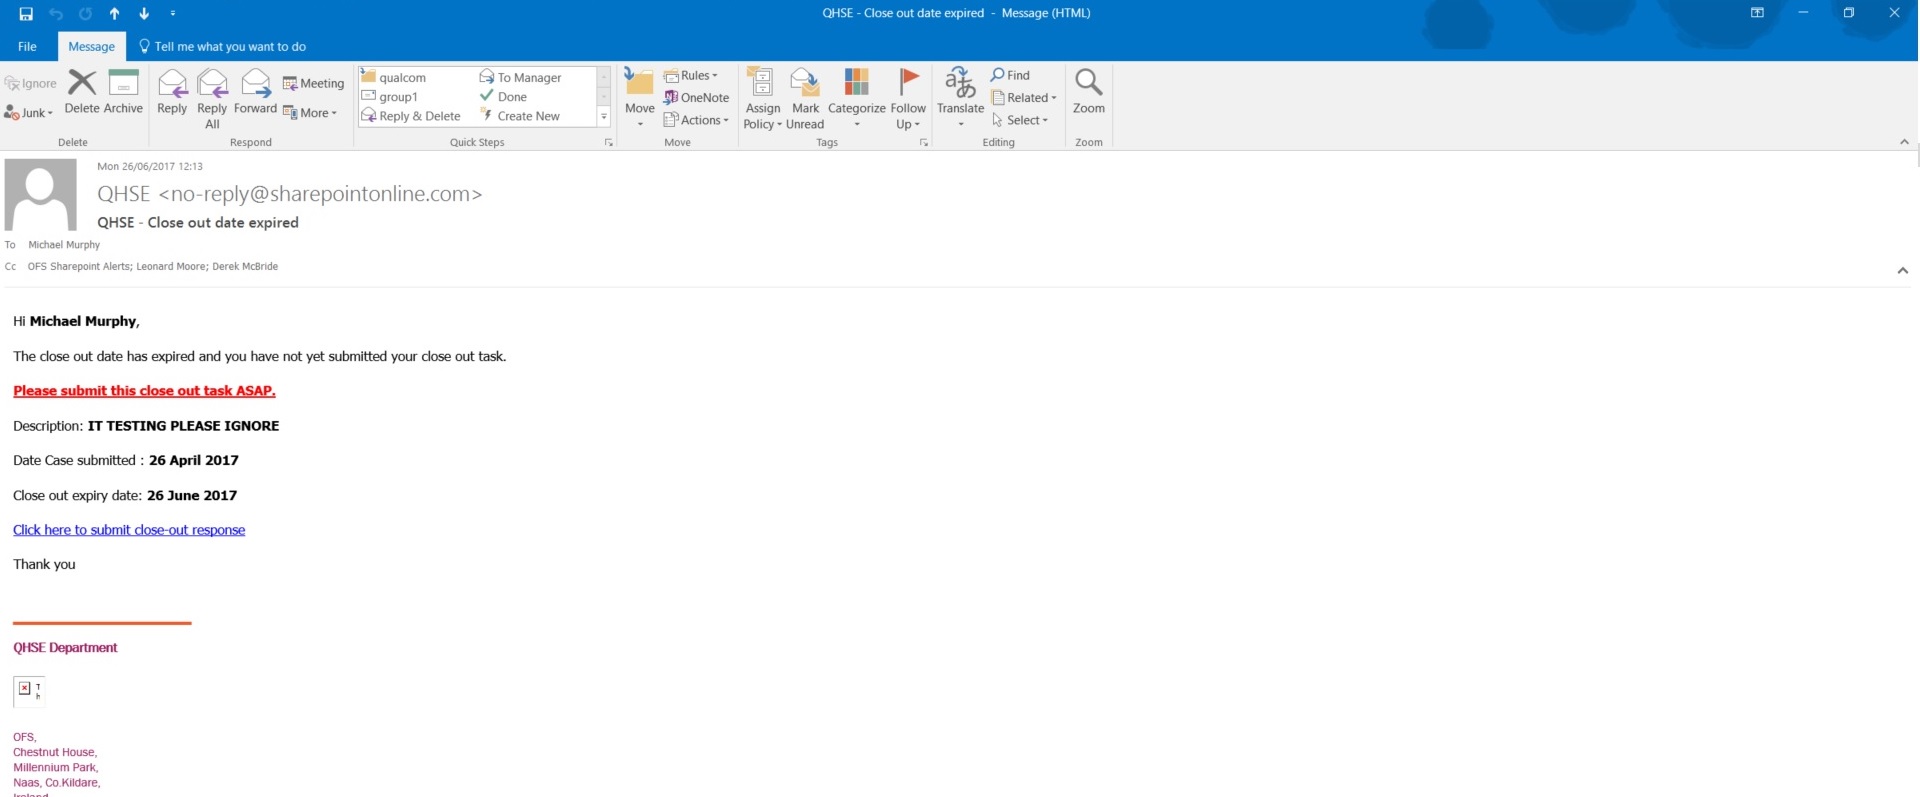 QHSE - Close out date expired - Message (HTML)
File
Message
Tell me what you want to do
Ignore
Junk
Delete
Archive
Delete
Reply
Reply All
Forward
Meeting
More
Respond
qualcom
To Manager
group1
Done
Reply & Delete
Create New
Quick Steps
Move
Rules
OneNote
Actions
Move
Assign Policy
Mark Unread
Categorize
Follow Up
Tags
Translate
Find
Related
Select
Editing
Zoom
Zoom
Mon 26/06/2017 12:13
QHSE <no-reply@sharepointonline.com>
QHSE - Close out date expired
To Michael Murphy
Cc OFS Sharepoint Alerts; Leonard Moore; Derek McBride
Hi Michael Murphy,
The close out date has expired and you have not yet submitted your close out task.
Please submit this close out task ASAP.
Description: IT TESTING PLEASE IGNORE
Date Case submitted : 26 April 2017
Close out expiry date: 26 June 2017
Click here to submit close-out response
Thank you
QHSE Department
OFS,
Chestnut House,
Millennium Park,
Naas, Co.Kildare,
Ireland